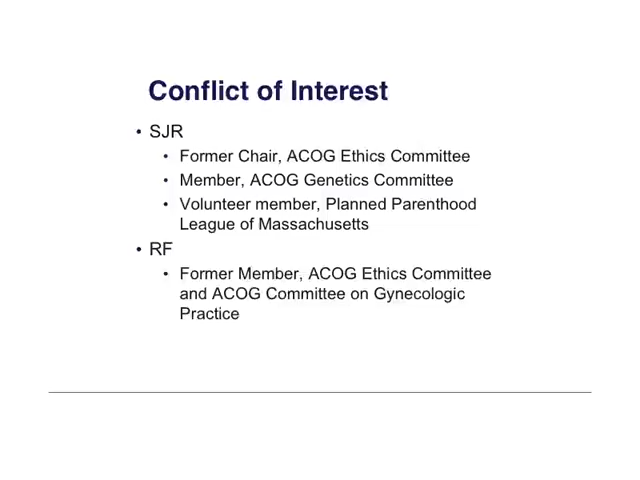 Conflict of Interest
• SJR
• Former Chair, ACOG Ethics Committee
• Member, ACOG Genetics Committee
• Volunteer member, Planned Parenthood
League of Massachusetts
• RF
• Former Member, ACOG Ethics Committee
and ACOG Committee on Gynecologic
Practice